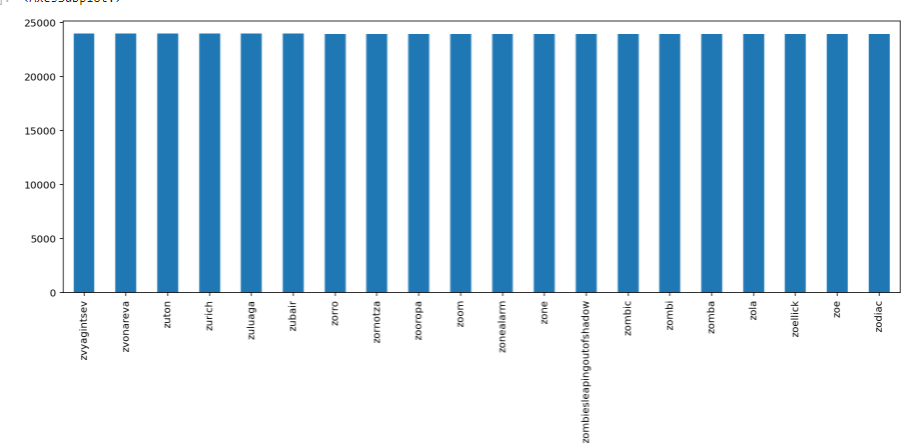 25000
20000
15000
10000
5000
0
zvyagintsev
zvonareva
zuton
zurich
zuluaga
zubair
zorro
zornotza
zooropa
zoom
zonealarm
zone
zombiesleapingoutofshadow
zombic
zombi
zomba
zola
zoellick
zoe
zodiac